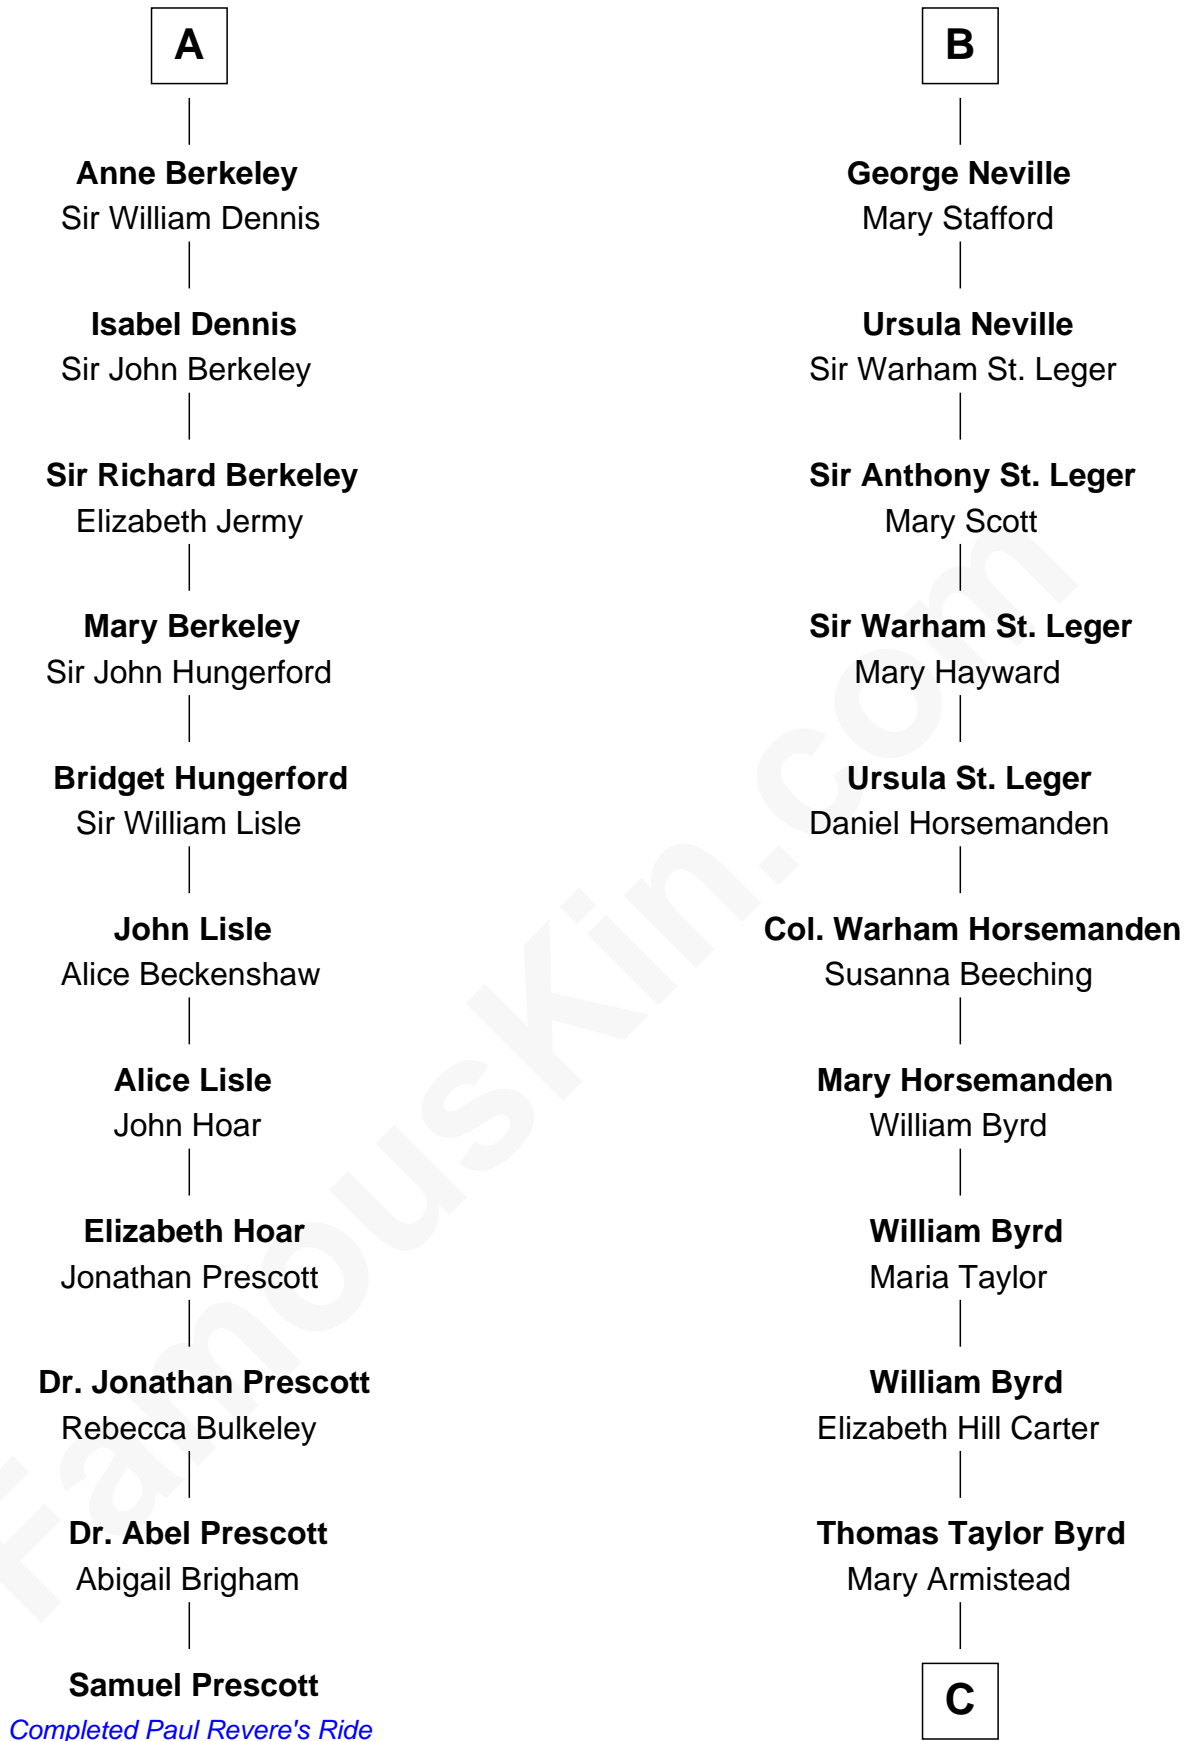 A
Anne Berkeley
Sir William Dennis
Isabel Dennis
Sir John Berkeley
Sir Richard Berkeley
Elizabeth Jermy
Mary Berkeley
Sir John Hungerford
Bridget Hungerford
Sir William Lisle
John Lisle
Alice Beckenshaw
Alice Lisle
John Hoar
Elizabeth Hoar
Jonathan Prescott
Dr. Jonathan Prescott
Rebecca Bulkeley
Dr. Abel Prescott
Abigail Brigham
Samuel Prescott
Completed Paul Revere's Ride
B
George Neville
Mary Stafford
Ursula Neville
Sir Warham St. Leger
Sir Anthony St. Leger
Mary Scott
Sir Warham St. Leger
Mary Hayward
Ursula St. Leger
Daniel Horsemanden
Col. Warham Horsemanden
Susanna Beeching
Mary Horsemanden
William Byrd
William Byrd
Maria Taylor
William Byrd
Elizabeth Hill Carter
Thomas Taylor Byrd
Mary Armistead
C
FamousKin.com